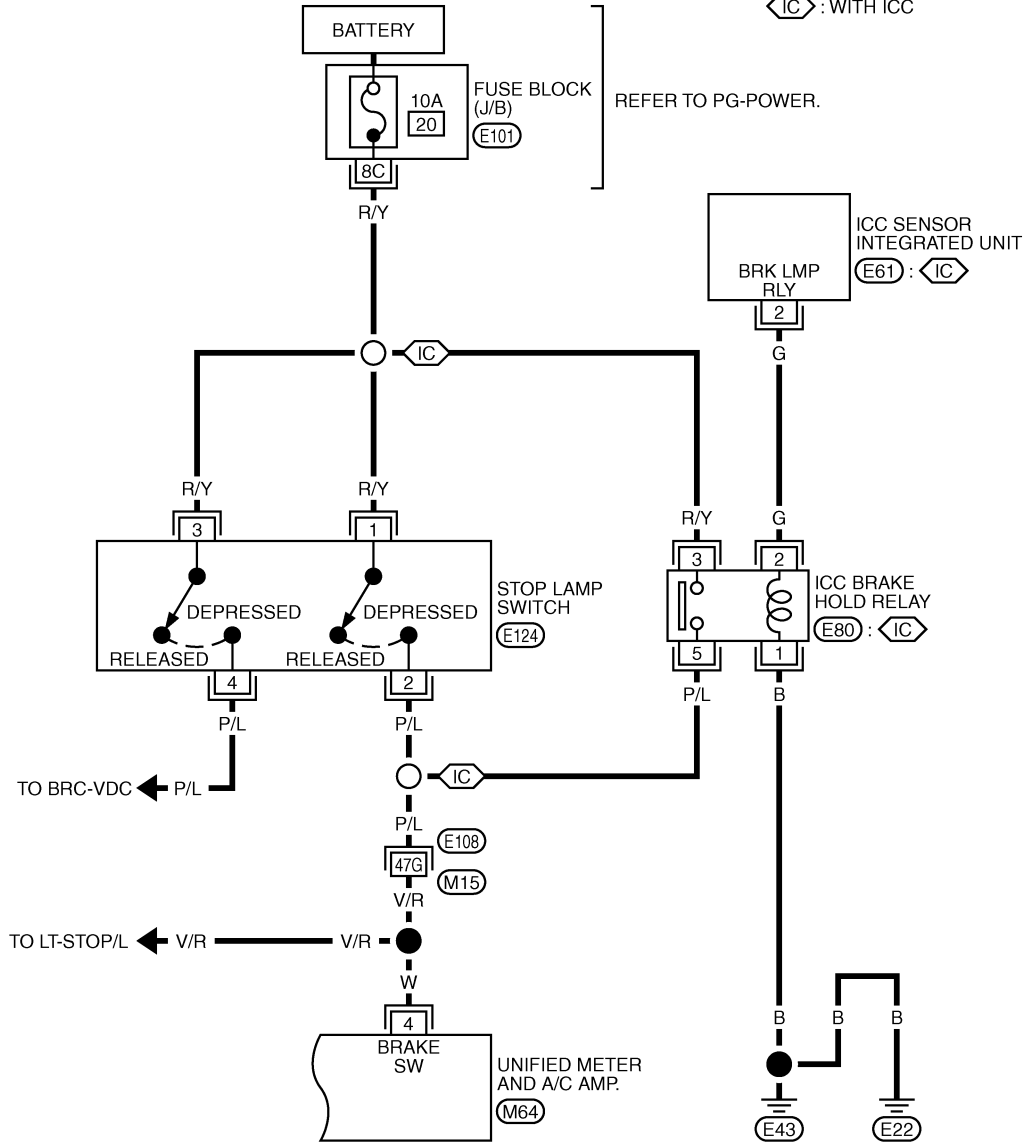 IC : WITH ICC
BATTERY
FUSE BLOCK
(J/B)
10A
20
E101
REFER TO PG-POWER.
8C
R/Y
ICC SENSOR
INTEGRATED UNIT
E61 : IC
BRK LMP
RLY
2
G
IC
R/Y
R/Y
R/Y
G
3
1
3
2
STOP LAMP
SWITCH
E124
DEPRESSED
DEPRESSED
RELEASED
RELEASED
ICC BRAKE
HOLD RELAY
E80 : IC
4
2
5
1
P/L
P/L
P/L
B
IC
TO BRC-VDC
P/L
P/L
E108
47G
M15
V/R
TO LT-STOP/L
V/R
V/R
W
4
BRAKE
SW
UNIFIED METER
AND A/C AMP.
M64
B
B
B
E43
E22